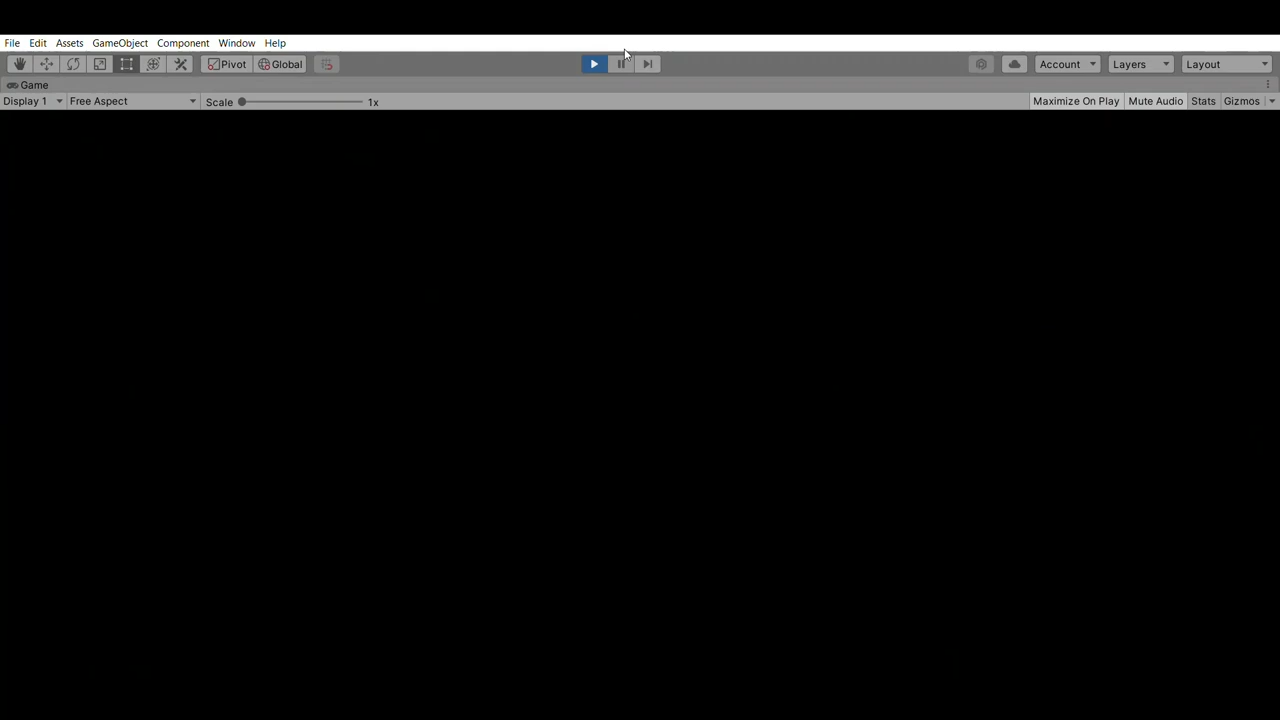 File Edit Assets GameObject Component Window Help
Pivot Global Account Layers Layout
Game
Display 1 Free Aspect Scale 1x Maximize On Play Mute Audio Stats Gizmos